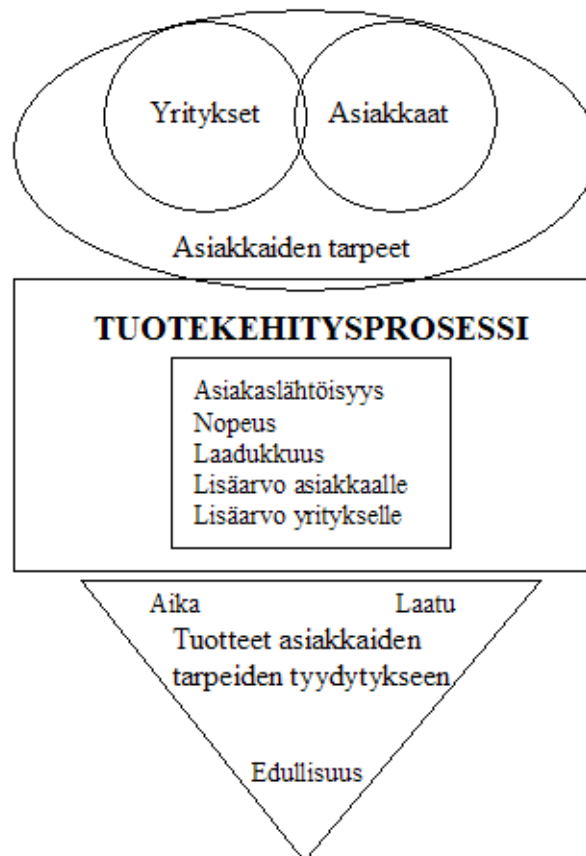 Yritykset
Asiakkaat
Asiakkaiden tarpeet
TUOTEKEHITYSPROSESSI
Asiakaslähtöisyys
Nopeus
Laadukkuus
Lisäarvo asiakkaalle
Lisäarvo yritykselle
Aika
Laatu
Tuotteet asiakkaiden
tarpeiden tyydytykseen
Edullisuus